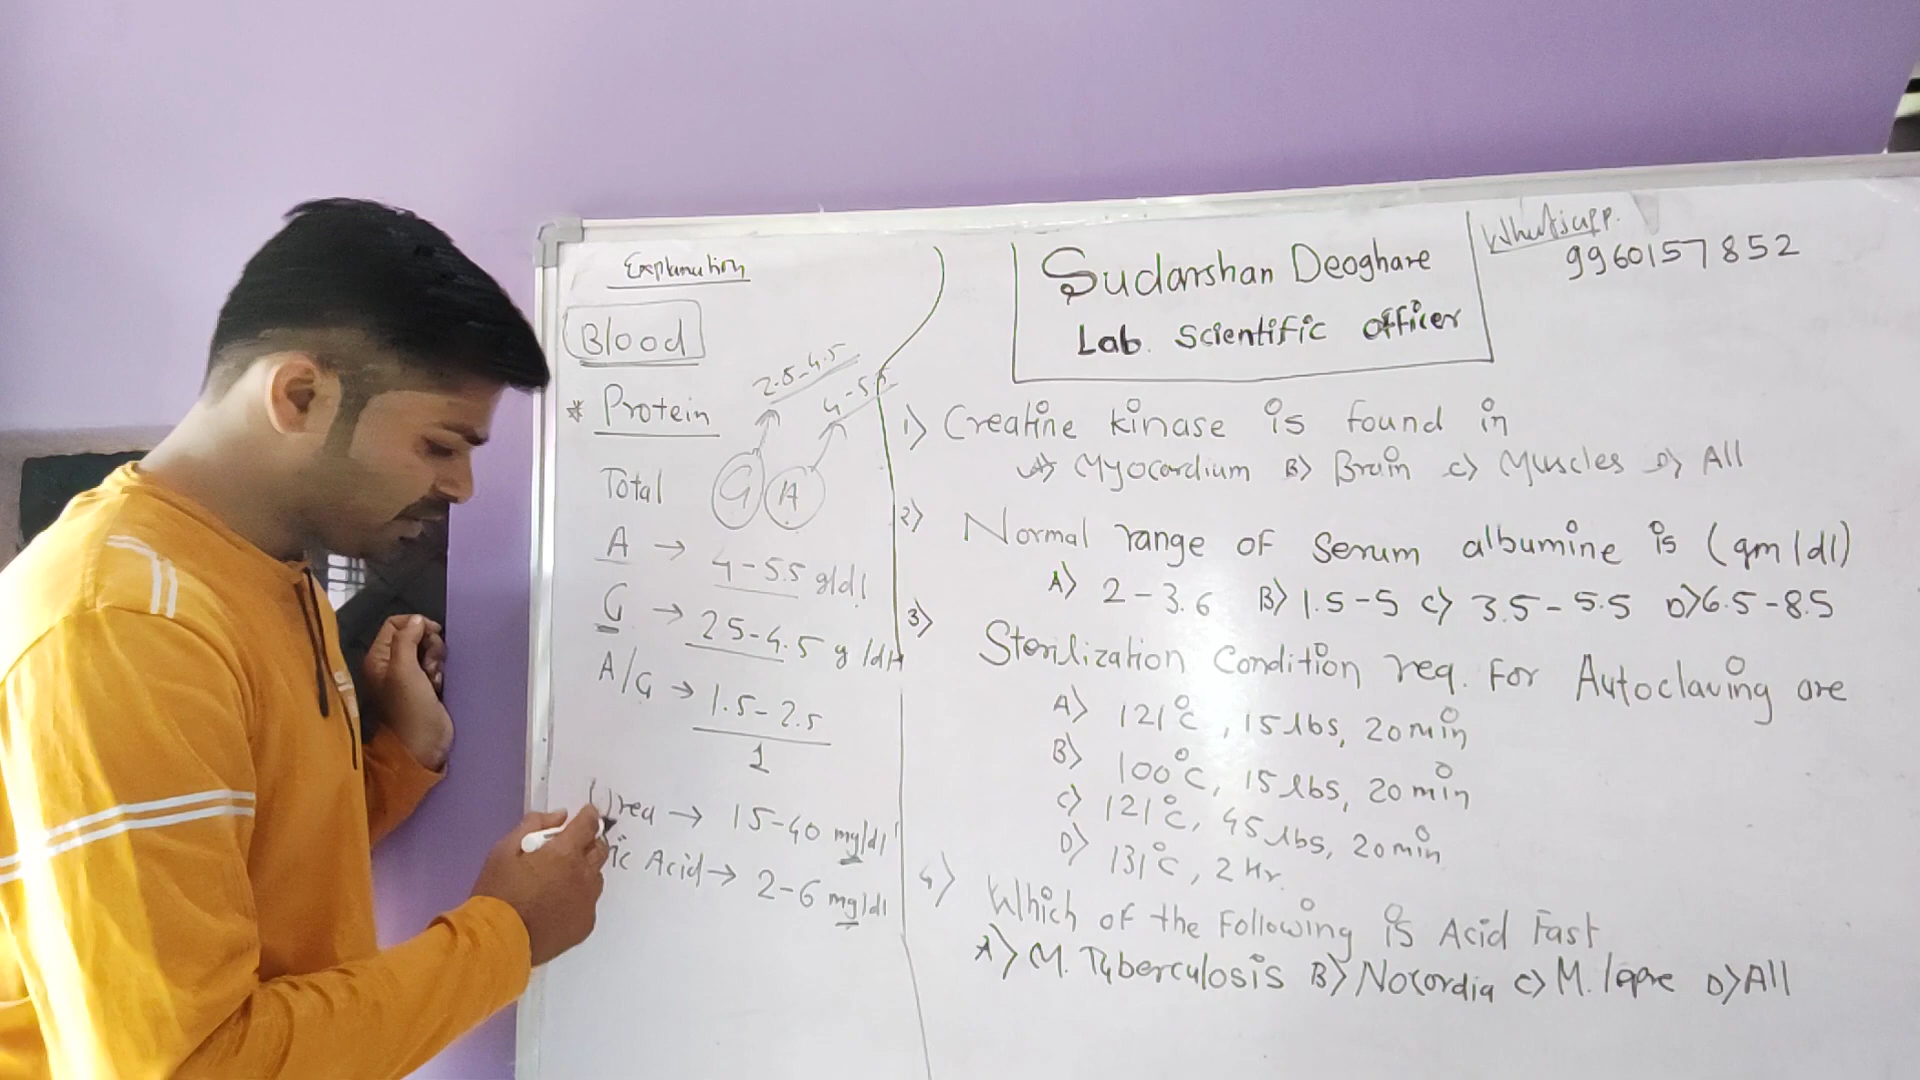 Explanation
Blood
* Protein
2.5-4.5
4-5.5
Total G A
A → 4-5.5 g/dl
G → 25-4.5 g/dl
A/G → 1.5-2.5
1
Urea → 15-40 mg/dl
ic Acid → 2-6 mg/dl
Sudarshan Deoghare
Lab. Scientific officer
Whatsapp.
9960157852
1) Creatine kinase is found in
A) Myocardium B) Brain C) Muscles D) All
2) Normal range of serum albumine is (gm/dl)
A) 2-3.6 B) 1.5-5 C) 3.5-5.5 D) 6.5-8.5
3) Sterilization Condition req. For Autoclaving are
A) 121°C, 15 lbs, 20 min
B) 100°C, 15 lbs, 20 min
C) 121°C, 45 lbs, 20 min
D) 131°C, 2 Hr.
4) Which of the Following is Acid Fast
A) M. Tuberculosis B) Nocordia C) M. lepre D) All